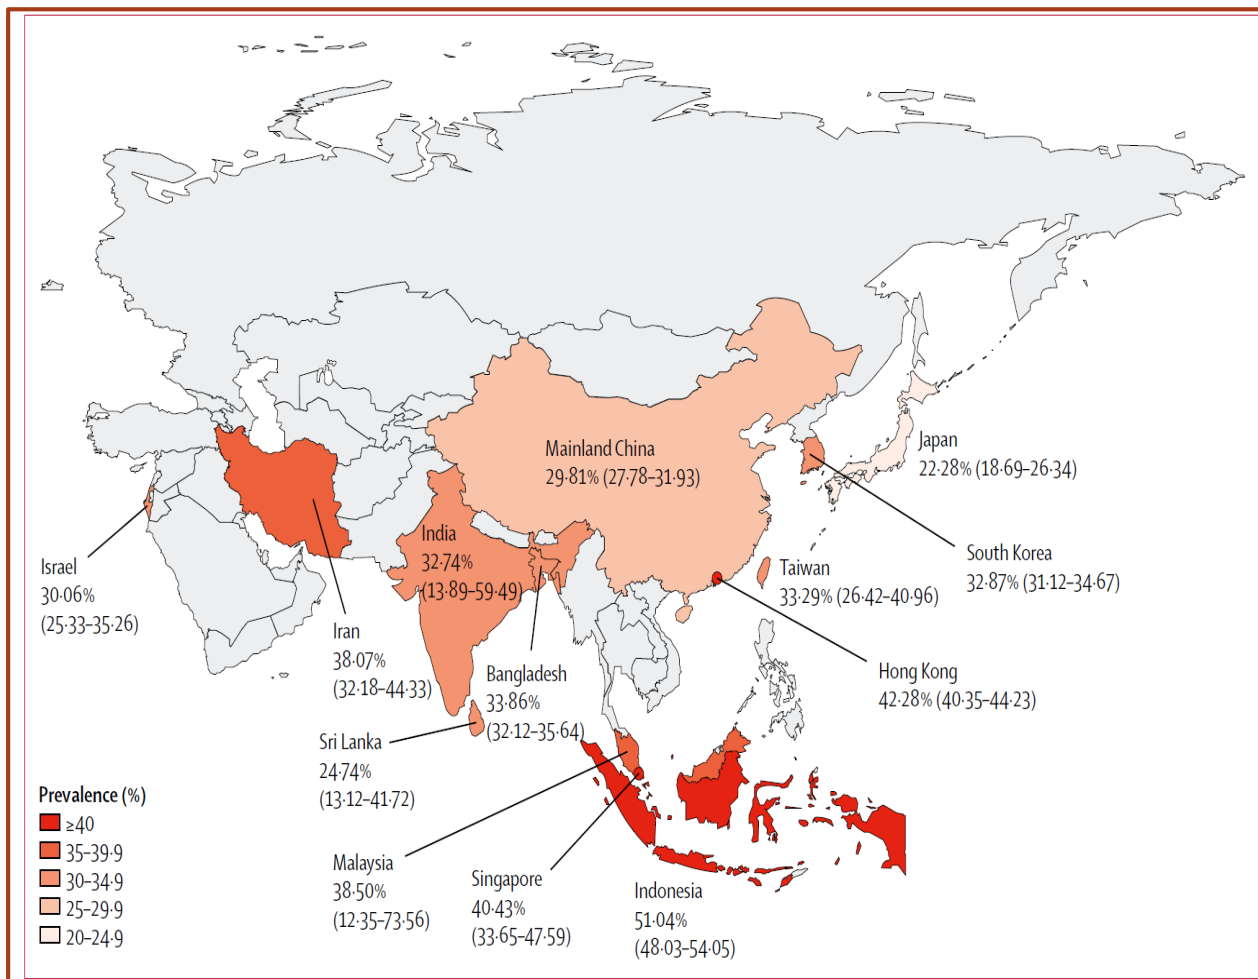 Mainland China
29·81% (27·78–31·93)
Japan
22·28% (18·69–26·34)
South Korea
32·87% (31·12–34·67)
Taiwan
33·29% (26·42–40·96)
Hong Kong
42·28% (40·35–44·23)
India
32·74%
(13·89–59·49)
Israel
30·06%
(25·33–35·26)
Iran
38·07%
(32·18–44·33)
Bangladesh
33·86%
(32·12–35·64)
Sri Lanka
24·74%
(13·12–41·72)
Malaysia
38·50%
(12·35–73·56)
Singapore
40·43%
(33·65–47·59)
Indonesia
51·04%
(48·03–54·05)
Prevalence (%)
≥40
35–39·9
30–34·9
25–29·9
20–24·9